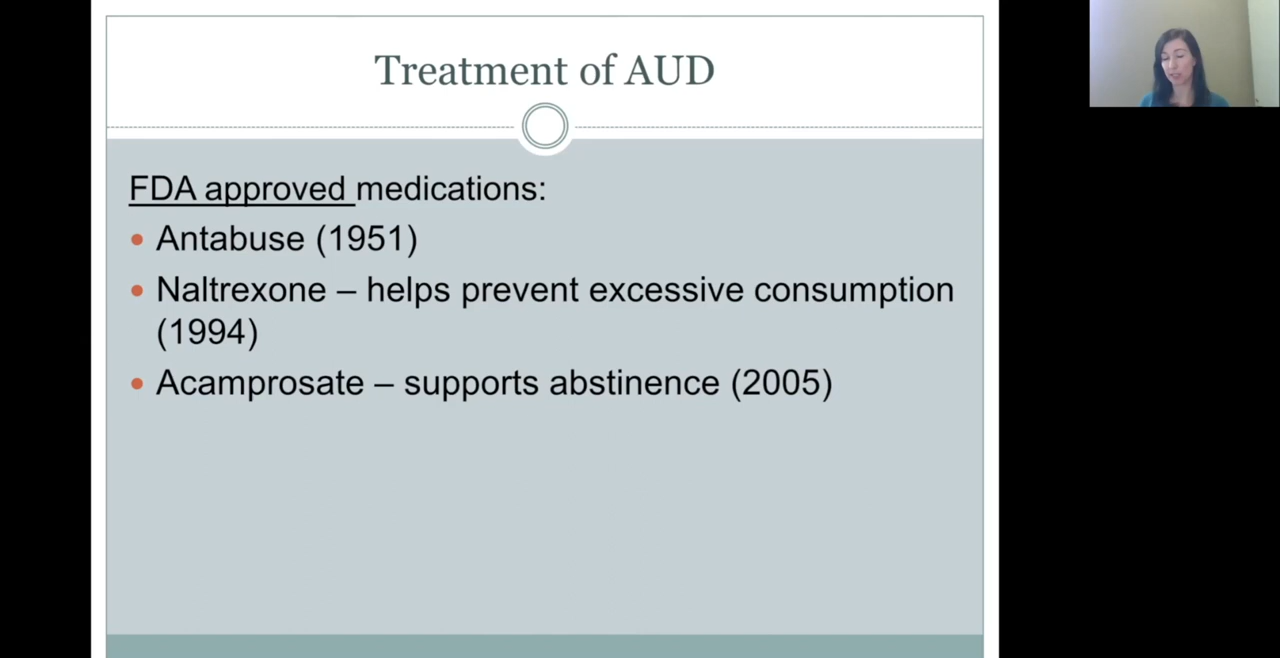 Treatment of AUD
FDA approved medications:
• Antabuse (1951)
• Naltrexone – helps prevent excessive consumption
(1994)
• Acamprosate – supports abstinence (2005)